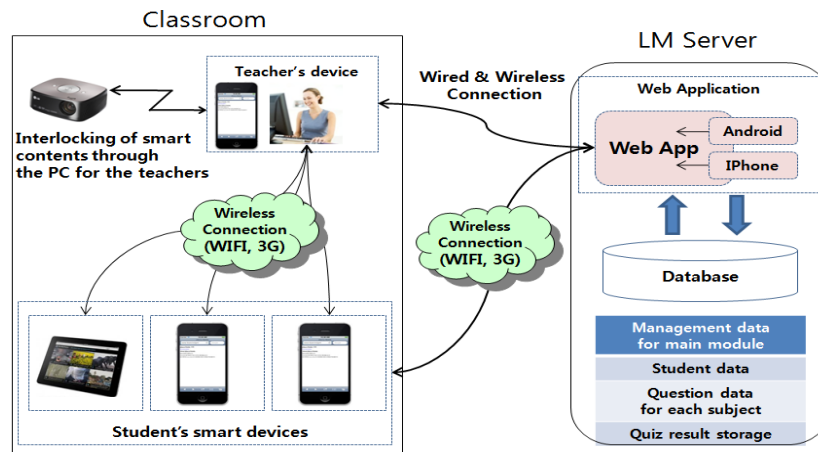 Classroom
LM Server
Teacher's device
Wired & Wireless
Connection
Web Application
Interlocking of smart
contents through
the PC for the teachers
Web App
Android
IPhone
Wireless
Connection
(WIFI, 3G)
Wireless
Connection
(WIFI, 3G)
Database
Management data
for main module
Student data
Question data
for each subject
Quiz result storage
Student's smart devices